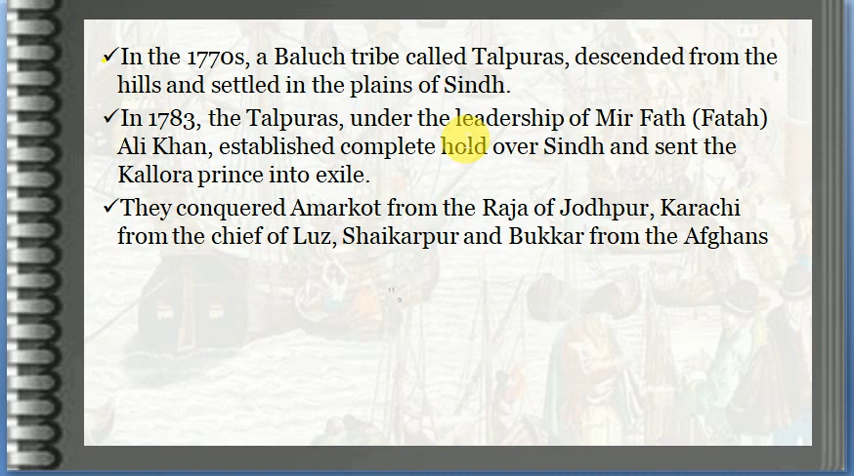 ✓In the 1770s, a Baluch tribe called Talpuras, descended from the
hills and settled in the plains of Sindh.
✓In 1783, the Talpuras, under the leadership of Mir Fath (Fatah)
Ali Khan, established complete hold over Sindh and sent the
Kallora prince into exile.
✓They conquered Amarkot from the Raja of Jodhpur, Karachi
from the chief of Luz, Shaikarpur and Bukkar from the Afghans